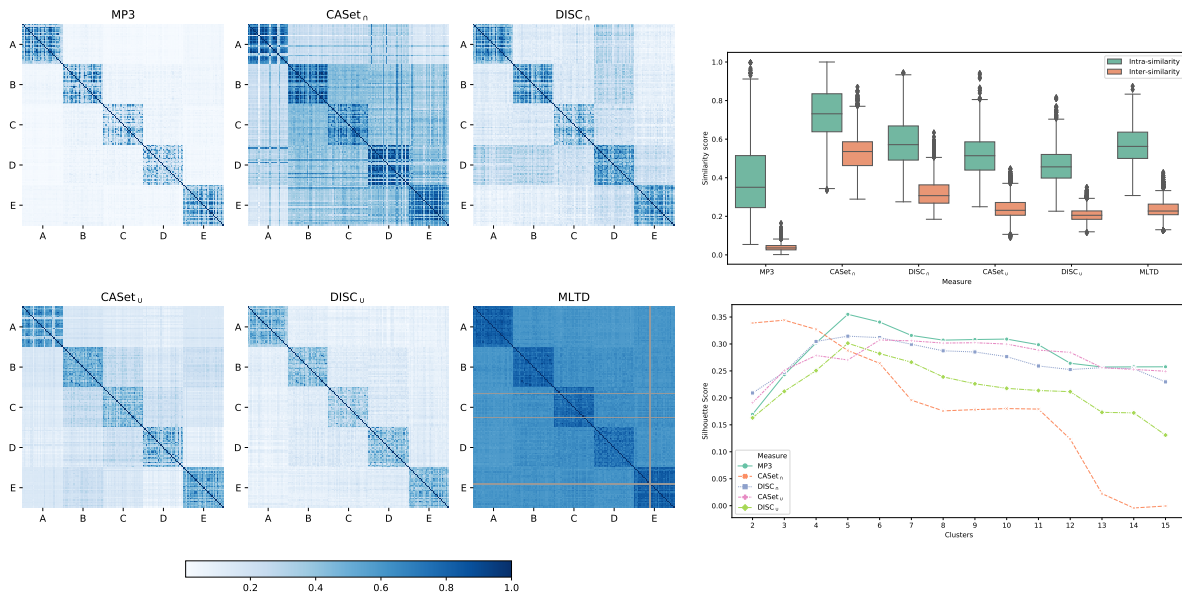 MP3
A
B
C
D
E
A B C D E
CASet ∩
A
B
C
D
E
A B C D E
DISC ∩
A
B
C
D
E
A B C D E
CASet ∪
A
B
C
D
E
A B C D E
DISC ∪
A
B
C
D
E
A B C D E
MLTD
A
B
C
D
E
A B C D E
0.2 0.4 0.6 0.8 1.0
Intra-similarity
Inter-similarity
Similarity score
1.0
0.8
0.6
0.4
0.2
0.0
MP3 CASet ∩ DISC ∩ CASet ∪ DISC ∪ MLTD
Measure
Silhouette Score
0.35
0.30
0.25
0.20
0.15
0.10
0.05
0.00
Measure
MP3
CASet ∩
DISC ∩
CASet ∪
DISC ∪
2 3 4 5 6 7 8 9 10 11 12 13 14 15
Clusters